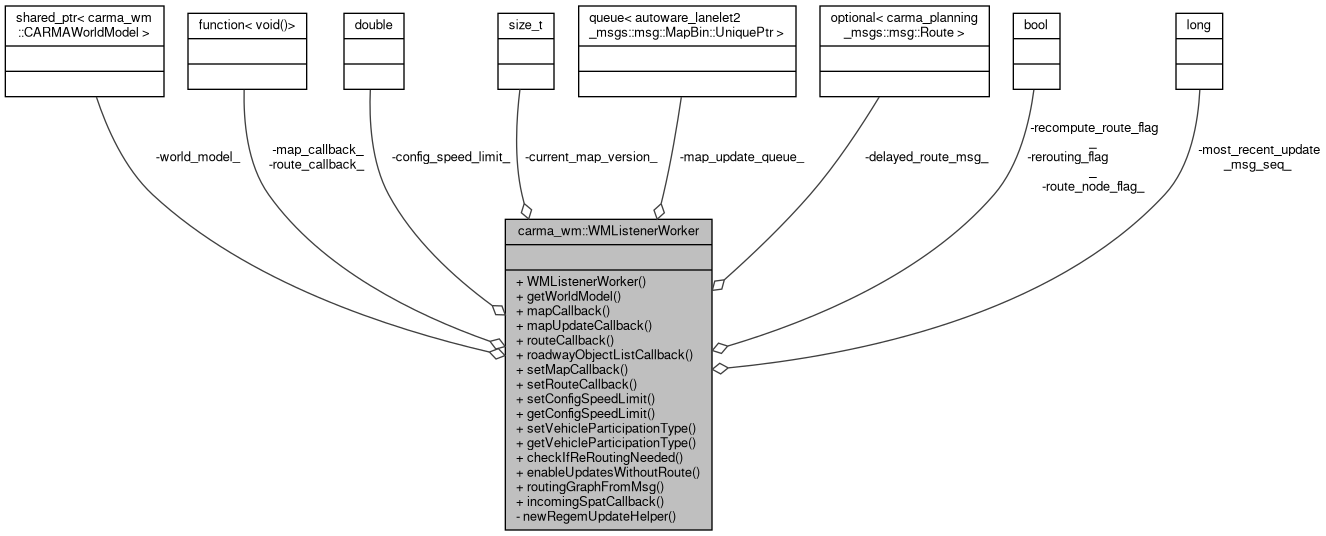 shared_ptr< carma_wm
::CARMAWorldModel >
function< void()>
double
size_t
queue< autoware_lanelet2
_msgs::msg::MapBin::UniquePtr >
optional< carma_planning
_msgs::msg::Route >
bool
long
-world_model_
-map_callback_
-route_callback_
-config_speed_limit_
-current_map_version_
-map_update_queue_
-delayed_route_msg_
-recompute_route_flag
_
-rerouting_flag
_
-route_node_flag_
-most_recent_update
_msg_seq_
carma_wm::WMListenerWorker
+ WMListenerWorker()
+ getWorldModel()
+ mapCallback()
+ mapUpdateCallback()
+ routeCallback()
+ roadwayObjectListCallback()
+ setMapCallback()
+ setRouteCallback()
+ setConfigSpeedLimit()
+ getConfigSpeedLimit()
+ setVehicleParticipationType()
+ getVehicleParticipationType()
+ checkIfReRoutingNeeded()
+ enableUpdatesWithoutRoute()
+ routingGraphFromMsg()
+ incomingSpatCallback()
- newRegemUpdateHelper()